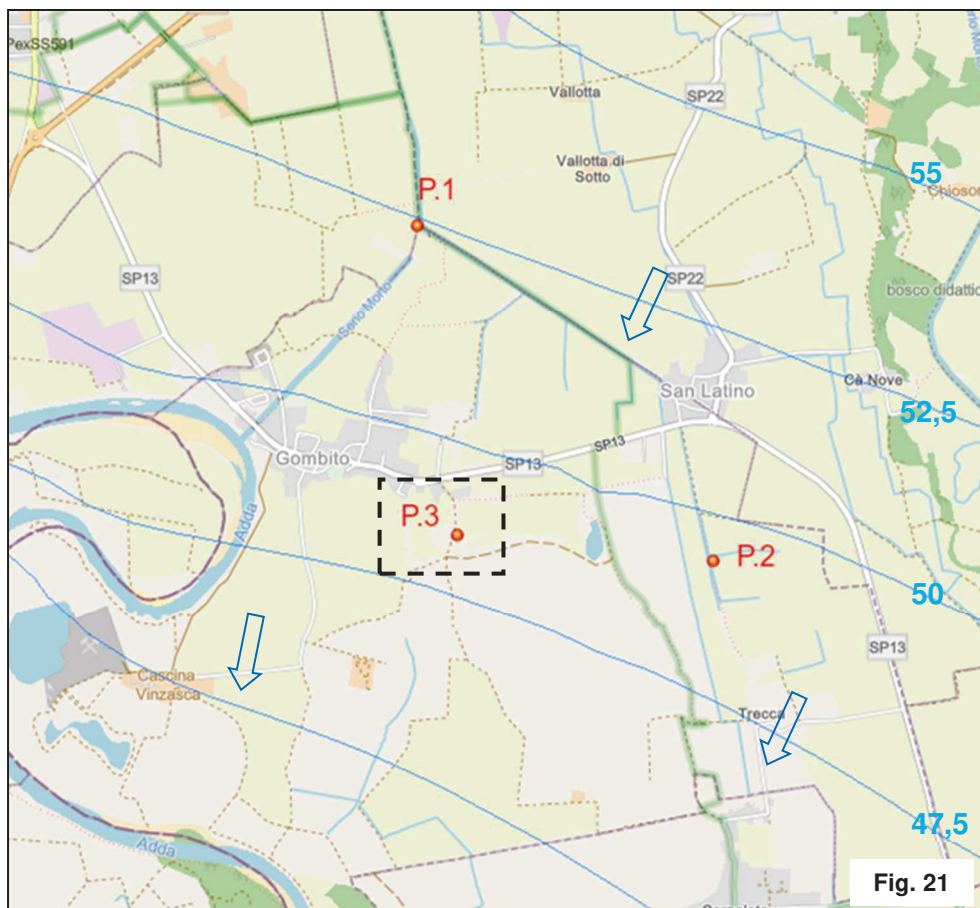 PexSS591
Vallotta
SP22
Vallotta di
Sotto
55
P.1
SP13
SP22
bosco didattic
Serio Morto
San Latino
Cà Nove
52,5
SP13
Gombito
SP13
P.3
Adda
P.2
50
SP13
Cascina
Vinzasca
Trecca
47,5
Adda
Fig. 21